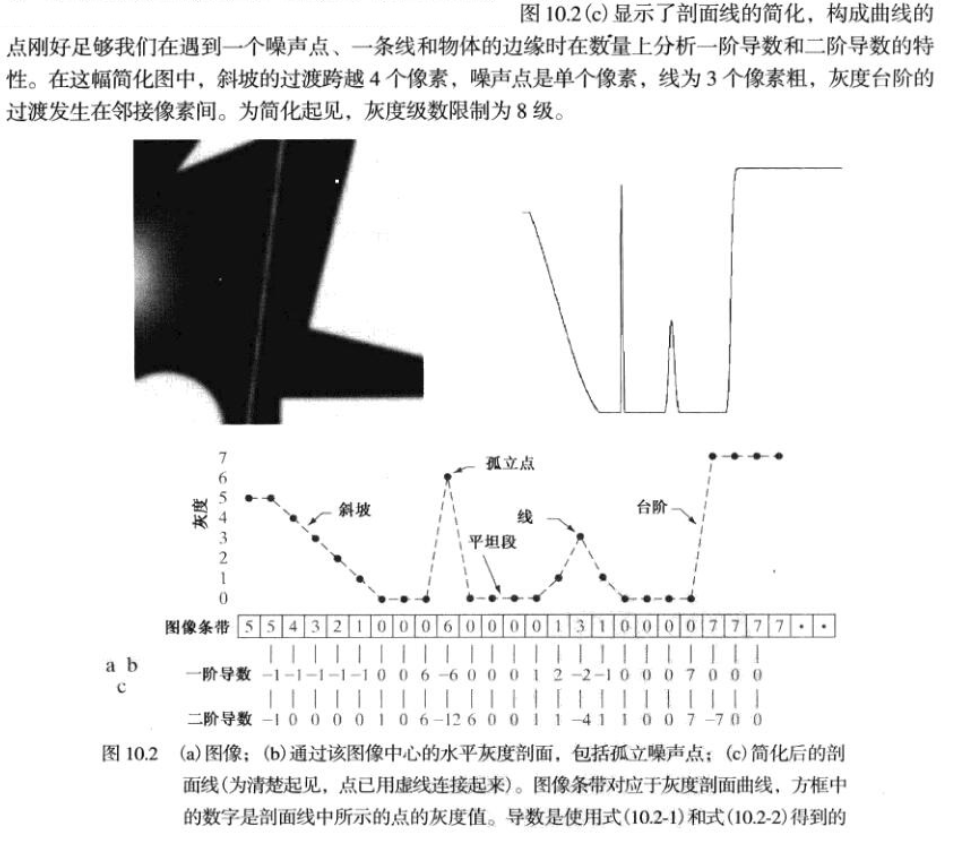 图 10.2(c)显示了剖面线的简化，构成曲线的
点刚好足够我们在遇到一个噪声点、一条线和物体的边缘时在数量上分析一阶导数和二阶导数的特
性。在这幅简化图中，斜坡的过渡跨越 4 个像素，噪声点是单个像素，线为 3 个像素粗，灰度台阶的
过渡发生在邻接像素间。为简化起见，灰度级数限制为 8 级。
7
6
5
4
3
2
1
0
灰度
斜坡
孤立点
平坦段
线
台阶
图像条带 5 5 4 3 2 1 0 0 0 6 0 0 0 0 1 3 1 0 0 0 0 7 7 7 7 · ·
a b
c
一阶导数 -1 -1 -1 -1 -1 0 0 6 -6 0 0 0 1 2 -2 -1 0 0 0 7 0 0 0
二阶导数 -1 0 0 0 0 1 0 6 -12 6 0 0 1 1 -4 1 1 0 0 7 -7 0 0
图 10.2 (a)图像；(b)通过该图像中心的水平灰度剖面，包括孤立噪声点；(c)简化后的剖
面线(为清楚起见，点已用虚线连接起来)。图像条带对应于灰度剖面曲线，方框中
的数字是剖面线中所示的点的灰度值。导数是使用式(10.2-1)和式(10.2-2)得到的